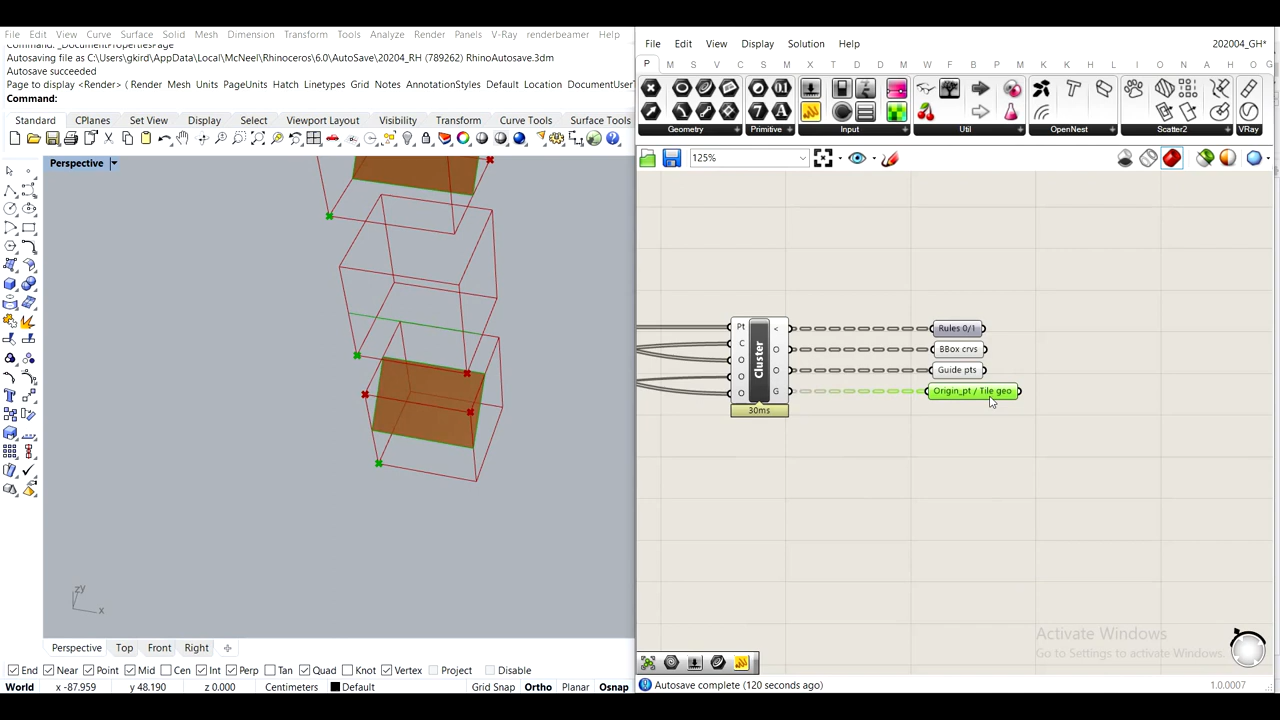 File Edit View Curve Surface Solid Mesh Dimension Transform Tools Analyze Render Panels V-Ray renderbeamer Help
Command: _DocumentPropertiesPage
Autosaving file as C:\Users\gkird\AppData\Local\McNeel\Rhinoceros\6.0\AutoSave\202004_RH (789262) RhinoAutosave.3dm
Autosave succeeded
Page to display <Render> ( Render Mesh Units PageUnits Hatch Linetypes Grid Notes AnnotationStyles Default Location DocumentUser
Command:
Standard CPlanes Set View Display Select Viewport Layout Visibility Transform Curve Tools Surface Tools
Perspective
zy
x
Perspective Top Front Right
End Near Point Mid Cen Int Perp Tan Quad Knot Vertex Project Disable
World x -87.959 y 48.190 z 0.000 Centimeters Default Grid Snap Ortho Planar Osnap
File Edit View Display Solution Help 202004_GH*
P M S V C S M I D W F B P M A H E O G
Geometry Primitive Input Util OpenNest Scatter2 VRay
125%
Pt <
C O
O O
O G
O
Cluster
30ms
Rules 0/1
BBox crvs
Guide pts
Origin_pt / Tile geo
Activate Windows
Go to Settings to activate Windows.
Autosave complete (120 seconds ago) 1.0.0007